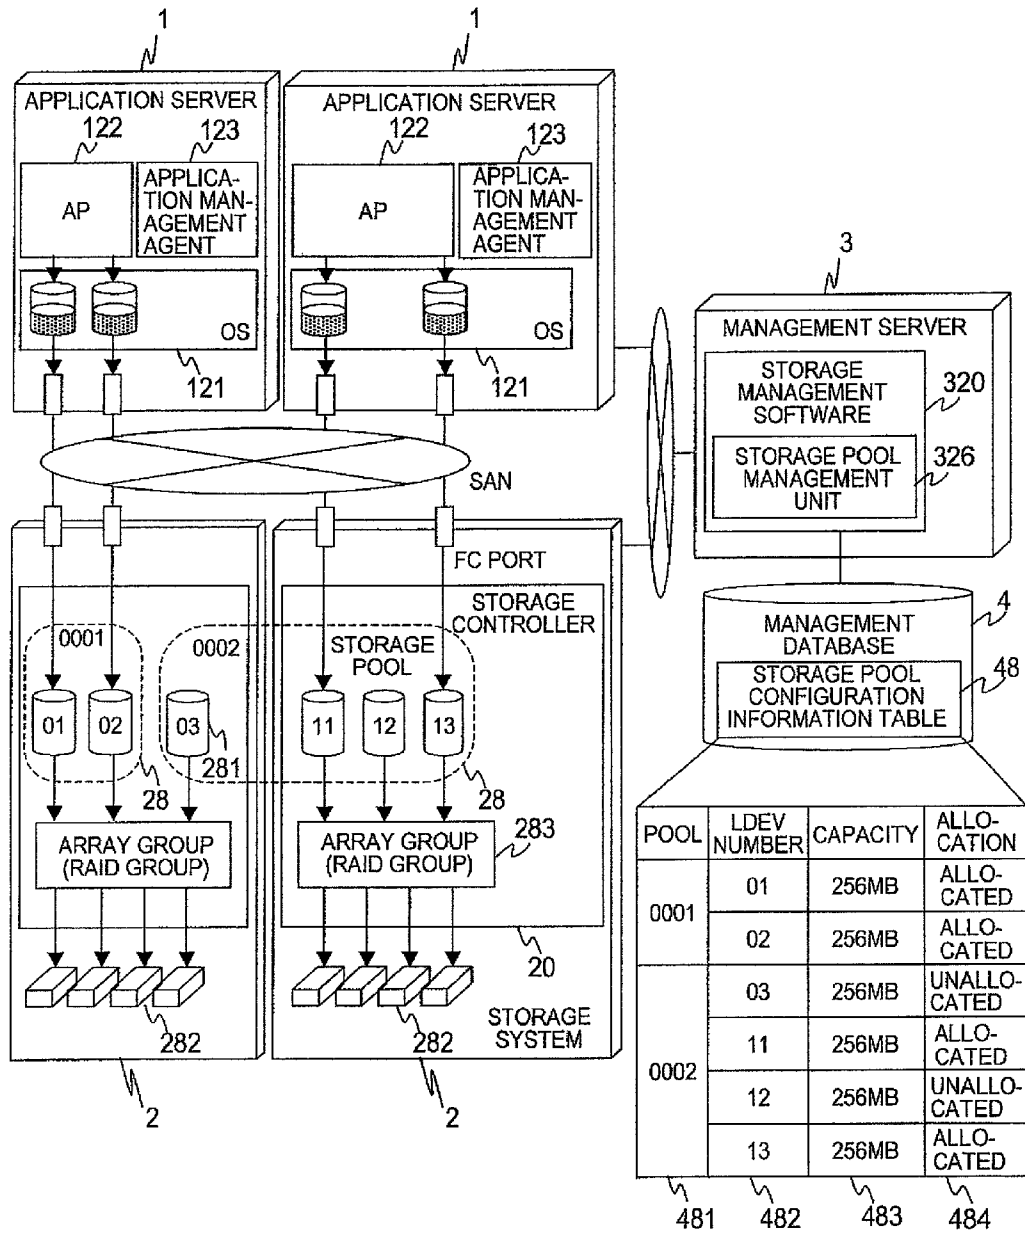 1
1
APPLICATION SERVER
122
123
AP
APPLICA-
TION MAN-
AGEMENT
AGENT
OS
121
APPLICATION SERVER
122
123
AP
APPLICA-
TION MAN-
AGEMENT
AGENT
OS
121
SAN
3
MANAGEMENT SERVER
STORAGE
MANAGEMENT
SOFTWARE
320
STORAGE POOL
MANAGEMENT
UNIT
326
FC PORT
STORAGE
CONTROLLER
0001
0002
STORAGE
POOL
01
02
03
11
12
13
281
28
28
ARRAY GROUP
(RAID GROUP)
ARRAY GROUP
(RAID GROUP)
283
20
282
282
STORAGE
SYSTEM
2
2
4
MANAGEMENT
DATABASE
STORAGE POOL
CONFIGURATION
INFORMATION TABLE
48
POOL
LDEV
NUMBER
CAPACITY
ALLO-
CATION
0001
01
256MB
ALLO-
CATED
02
256MB
ALLO-
CATED
0002
03
256MB
UNALLO-
CATED
11
256MB
ALLO-
CATED
12
256MB
UNALLO-
CATED
13
256MB
ALLO-
CATED
481
482
483
484